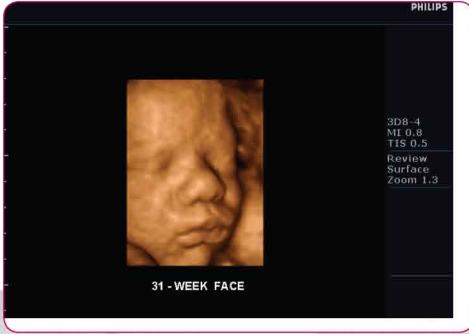 PHILIPS
3D8-4
MI 0.8
TIS 0.5
Review
Surface
Zoom 1.3
31 - WEEK FACE